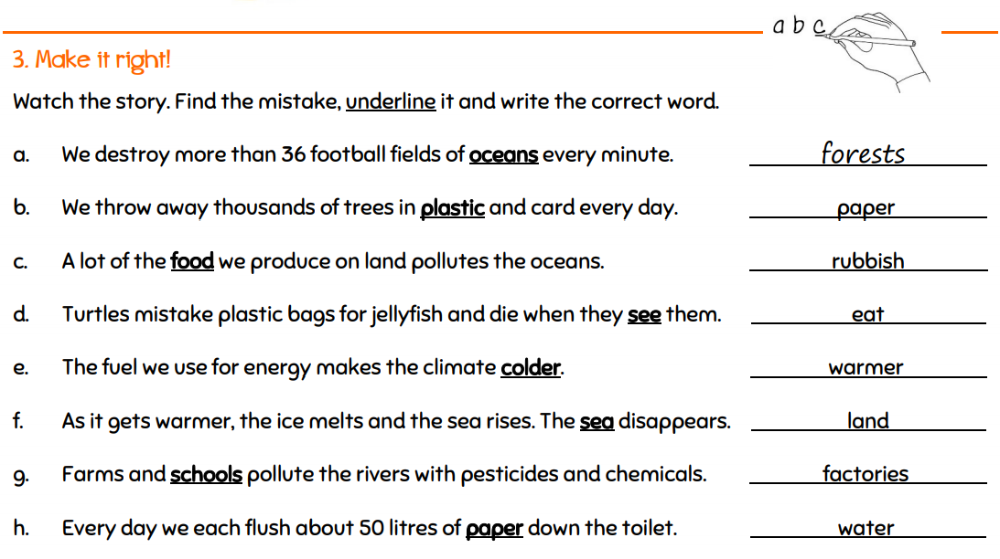 a b c
3. Make it right!
Watch the story. Find the mistake, underline it and write the correct word.
a. We destroy more than 36 football fields of oceans every minute. forests
b. We throw away thousands of trees in plastic and card every day. paper
c. A lot of the food we produce on land pollutes the oceans. rubbish
d. Turtles mistake plastic bags for jellyfish and die when they see them. eat
e. The fuel we use for energy makes the climate colder. warmer
f. As it gets warmer, the ice melts and the sea rises. The sea disappears. land
g. Farms and schools pollute the rivers with pesticides and chemicals. factories
h. Every day we each flush about 50 litres of paper down the toilet. water